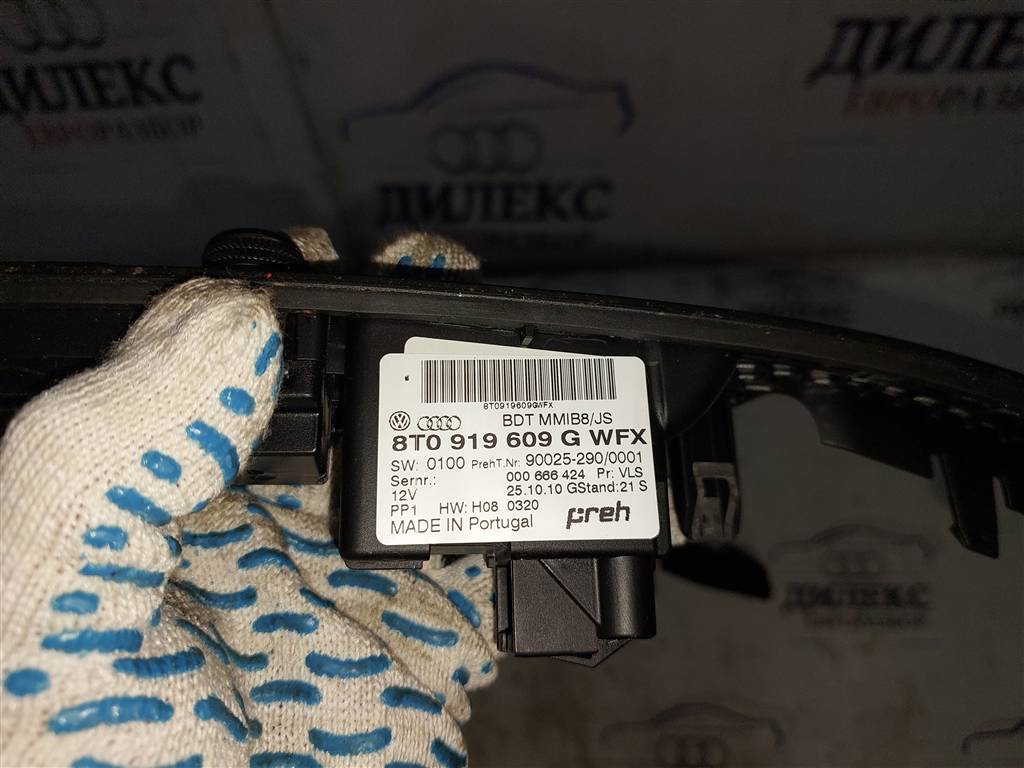 ДИЛЕКС
ЕВРОРАЗБОР
ДИЛЕКС
ЕВРОРАЗБОР
ДИЛЕКС
8T0919609GWFX
BDT MMIB8/JS
8T0 919 609 G WFX
SW: 0100 PrehT.Nr: 90025-290/0001
Sernr.: 000 666 424 Pr: VLS
12V 25.10.10 GStand: 21 S
PP1 HW: H08 0320
MADE IN Portugal preh
ДИЛЕКС